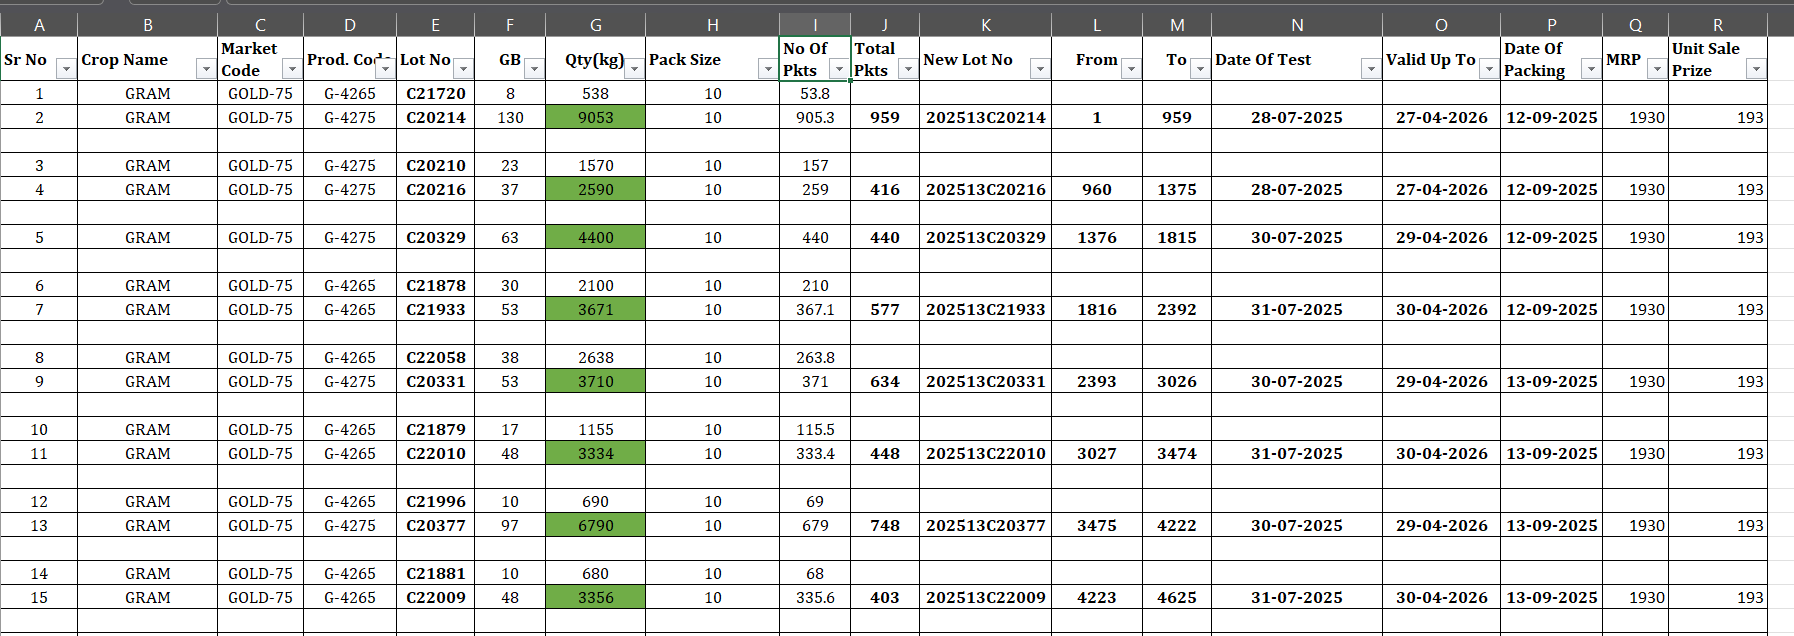 A B C D E F G H I J K L M N O P Q R
Sr No Crop Name Market Code Prod. Code Lot No GB Qty(kg) Pack Size No Of Pkts Total Pkts New Lot No From To Date Of Test Valid Up To Date Of Packing MRP Unit Sale Prize
1 GRAM GOLD-75 G-4265 C21720 8 538 10 53.8
2 GRAM GOLD-75 G-4275 C20214 130 9053 10 905.3 959 202513C20214 1 959 28-07-2025 27-04-2026 12-09-2025 1930 193
3 GRAM GOLD-75 G-4275 C20210 23 1570 10 157
4 GRAM GOLD-75 G-4275 C20216 37 2590 10 259 416 202513C20216 960 1375 28-07-2025 27-04-2026 12-09-2025 1930 193
5 GRAM GOLD-75 G-4275 C20329 63 4400 10 440 440 202513C20329 1376 1815 30-07-2025 29-04-2026 12-09-2025 1930 193
6 GRAM GOLD-75 G-4265 C21878 30 2100 10 210
7 GRAM GOLD-75 G-4265 C21933 53 3671 10 367.1 577 202513C21933 1816 2392 31-07-2025 30-04-2026 12-09-2025 1930 193
8 GRAM GOLD-75 G-4265 C22058 38 2638 10 263.8
9 GRAM GOLD-75 G-4275 C20331 53 3710 10 371 634 202513C20331 2393 3026 30-07-2025 29-04-2026 13-09-2025 1930 193
10 GRAM GOLD-75 G-4265 C21879 17 1155 10 115.5
11 GRAM GOLD-75 G-4265 C22010 48 3334 10 333.4 448 202513C22010 3027 3474 31-07-2025 30-04-2026 13-09-2025 1930 193
12 GRAM GOLD-75 G-4265 C21996 10 690 10 69
13 GRAM GOLD-75 G-4275 C20377 97 6790 10 679 748 202513C20377 3475 4222 30-07-2025 29-04-2026 13-09-2025 1930 193
14 GRAM GOLD-75 G-4265 C21881 10 680 10 68
15 GRAM GOLD-75 G-4265 C22009 48 3356 10 335.6 403 202513C22009 4223 4625 31-07-2025 30-04-2026 13-09-2025 1930 193